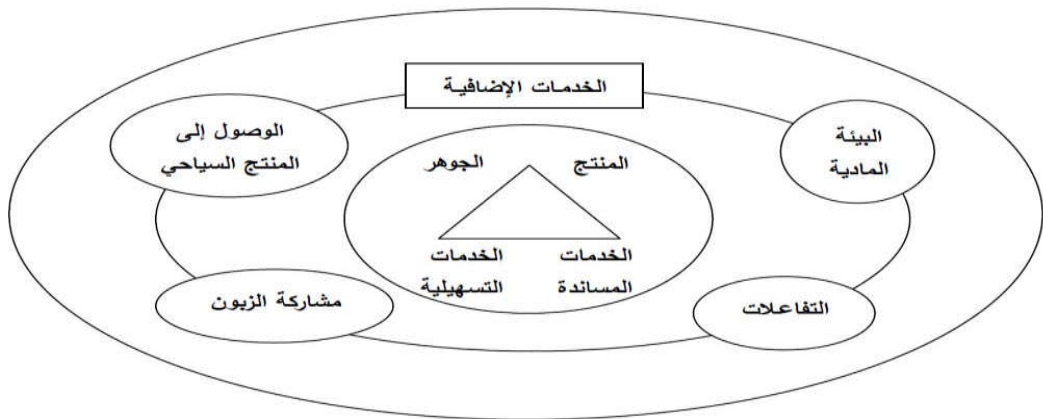 الخدمات الإضافية
البيئة
المادية
الوصول إلى
المنتج السياحي
المنتج
الجوهر
الخدمات
المساندة
الخدمات
التسهيلية
التفاعلات
مشاركة الزبون